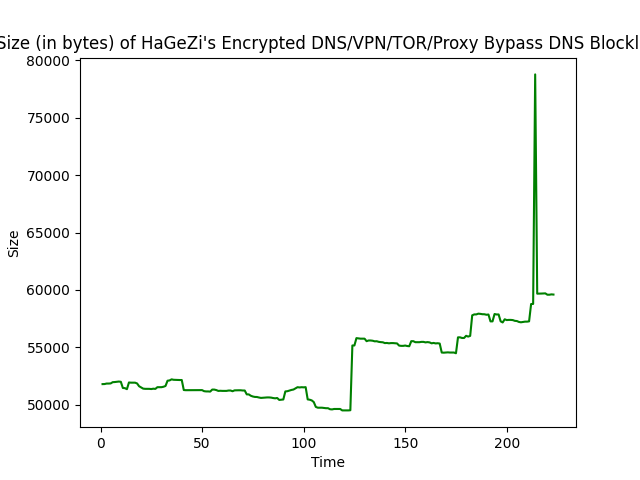 Size (in bytes) of HaGeZi's Encrypted DNS/VPN/TOR/Proxy Bypass DNS Blockl
80000
75000
70000
65000
60000
55000
50000
Size
0 50 100 150 200
Time